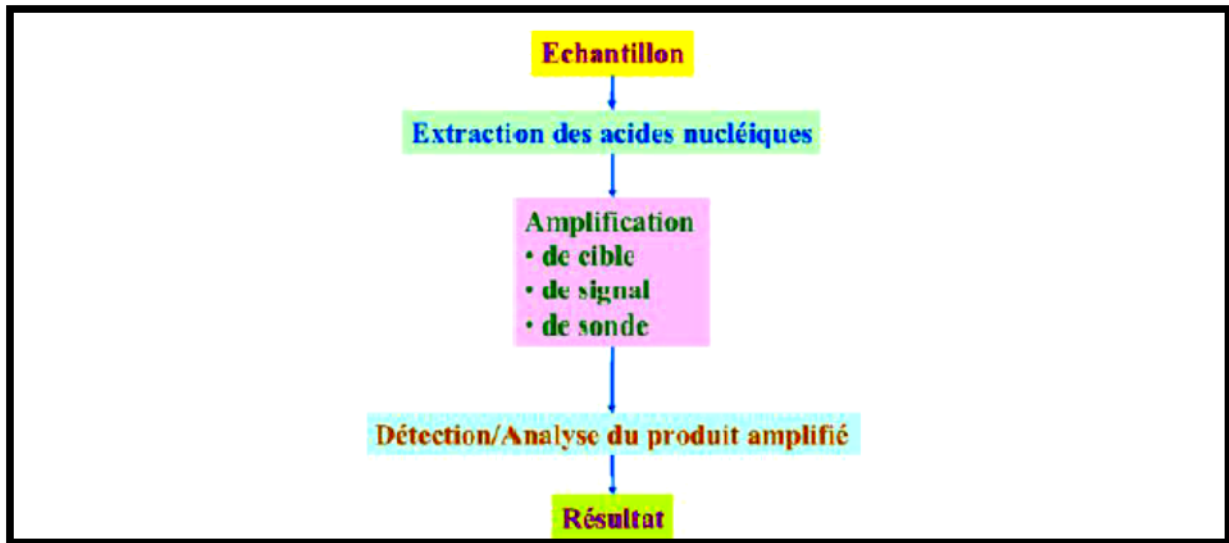 Echantillon
Extraction des acides nucléiques
Amplification
• de cible
• de signal
• de sonde
Détection/Analyse du produit amplifié
Résultat